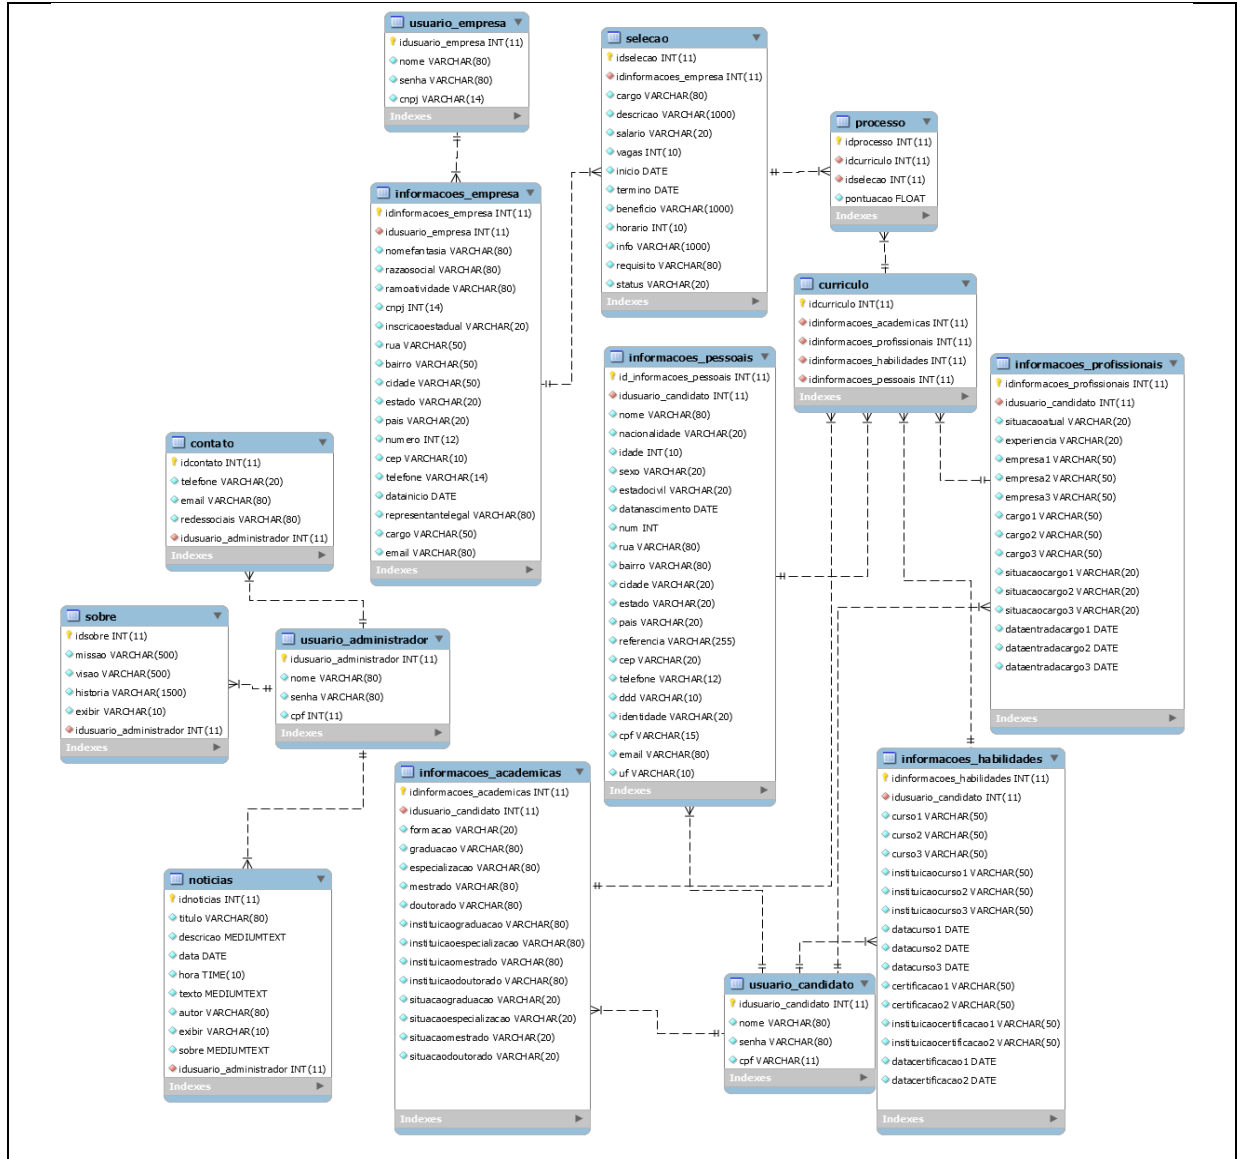 usuario_empresa
idusuario_empresa INT(11)
nome VARCHAR(80)
senha VARCHAR(80)
cnpj VARCHAR(14)
Indexes
selecao
idselecao INT(11)
idinformacoes_empresa INT(11)
cargo VARCHAR(80)
descricao VARCHAR(1000)
salario VARCHAR(20)
vagas INT(10)
inicio DATE
termino DATE
beneficio VARCHAR(1000)
horario INT(10)
info VARCHAR(1000)
requisito VARCHAR(80)
status VARCHAR(20)
Indexes
processo
idprocesso INT(11)
idcurriculo INT(11)
idselecao INT(11)
pontuacao FLOAT
Indexes
informacoes_empresa
idinformacoes_empresa INT(11)
idusuario_empresa INT(11)
nomefantasia VARCHAR(80)
razaosocial VARCHAR(80)
ramoatividade VARCHAR(80)
cnpj INT(14)
inscricaoestadual VARCHAR(20)
rua VARCHAR(50)
bairro VARCHAR(50)
cidade VARCHAR(50)
estado VARCHAR(20)
pais VARCHAR(20)
numero INT(12)
cep VARCHAR(10)
telefone VARCHAR(14)
datainicio DATE
representantelegal VARCHAR(80)
cargo VARCHAR(50)
email VARCHAR(80)
Indexes
curriculo
idcurriculo INT(11)
idinformacoes_academicas INT(11)
idinformacoes_profissionais INT(11)
idinformacoes_habilidades INT(11)
idinformacoes_pessoais INT(11)
Indexes
informacoes_pessoais
id_informacoes_pessoais INT(11)
idusuario_candidato INT(11)
nome VARCHAR(80)
nacionalidade VARCHAR(20)
idade INT(10)
sexo VARCHAR(20)
estadocivil VARCHAR(20)
datanascimento DATE
num INT
rua VARCHAR(80)
bairro VARCHAR(80)
cidade VARCHAR(20)
estado VARCHAR(20)
pais VARCHAR(20)
referencia VARCHAR(255)
cep VARCHAR(20)
telefone VARCHAR(12)
ddd VARCHAR(10)
identidade VARCHAR(20)
cpf VARCHAR(15)
email VARCHAR(80)
uf VARCHAR(10)
Indexes
informacoes_profissionais
idinformacoes_profissionais INT(11)
idusuario_candidato INT(11)
situacaoatual VARCHAR(20)
experiencia VARCHAR(20)
empresa1 VARCHAR(50)
empresa2 VARCHAR(50)
empresa3 VARCHAR(50)
cargo1 VARCHAR(50)
cargo2 VARCHAR(50)
cargo3 VARCHAR(50)
situacaocargo1 VARCHAR(20)
situacaocargo2 VARCHAR(20)
situacaocargo3 VARCHAR(20)
dataentradacargo1 DATE
dataentradacargo2 DATE
dataentradacargo3 DATE
Indexes
contato
idcontato INT(11)
telefone VARCHAR(20)
email VARCHAR(80)
redessociais VARCHAR(80)
idusuario_administrador INT(11)
Indexes
sobre
idsobre INT(11)
missao VARCHAR(500)
visao VARCHAR(500)
historia VARCHAR(1500)
exibir VARCHAR(10)
idusuario_administrador INT(11)
Indexes
usuario_administrador
idusuario_administrador INT(11)
nome VARCHAR(80)
senha VARCHAR(80)
cpf INT(11)
Indexes
informacoes_academicas
idinformacoes_academicas INT(11)
idusuario_candidato INT(11)
formacao VARCHAR(20)
graduacao VARCHAR(80)
especializacao VARCHAR(80)
mestrado VARCHAR(80)
doutorado VARCHAR(80)
instituicaograduacao VARCHAR(80)
instituicaoespecializacao VARCHAR(80)
instituicaomestrado VARCHAR(80)
instituicaodoutorado VARCHAR(80)
situacaograduacao VARCHAR(20)
situacaoespecializacao VARCHAR(20)
situacaomestrado VARCHAR(20)
situacaodoutorado VARCHAR(20)
Indexes
informacoes_habilidades
idinformacoes_habilidades INT(11)
idusuario_candidato INT(11)
curso1 VARCHAR(50)
curso2 VARCHAR(50)
curso3 VARCHAR(50)
instituicaocurso1 VARCHAR(50)
instituicaocurso2 VARCHAR(50)
instituicaocurso3 VARCHAR(50)
datacurso1 DATE
datacurso2 DATE
datacurso3 DATE
certificacao1 VARCHAR(50)
certificacao2 VARCHAR(50)
instituicaocertificacao1 VARCHAR(50)
instituicaocertificacao2 VARCHAR(50)
datacertificacao1 DATE
datacertificacao2 DATE
Indexes
noticias
idnoticias INT(11)
titulo VARCHAR(80)
descricao MEDIUMTEXT
data DATE
hora TIME(10)
texto MEDIUMTEXT
autor VARCHAR(80)
exibir VARCHAR(10)
sobre MEDIUMTEXT
idusuario_administrador INT(11)
Indexes
usuario_candidato
idusuario_candidato INT(11)
nome VARCHAR(80)
senha VARCHAR(80)
cpf VARCHAR(11)
Indexes